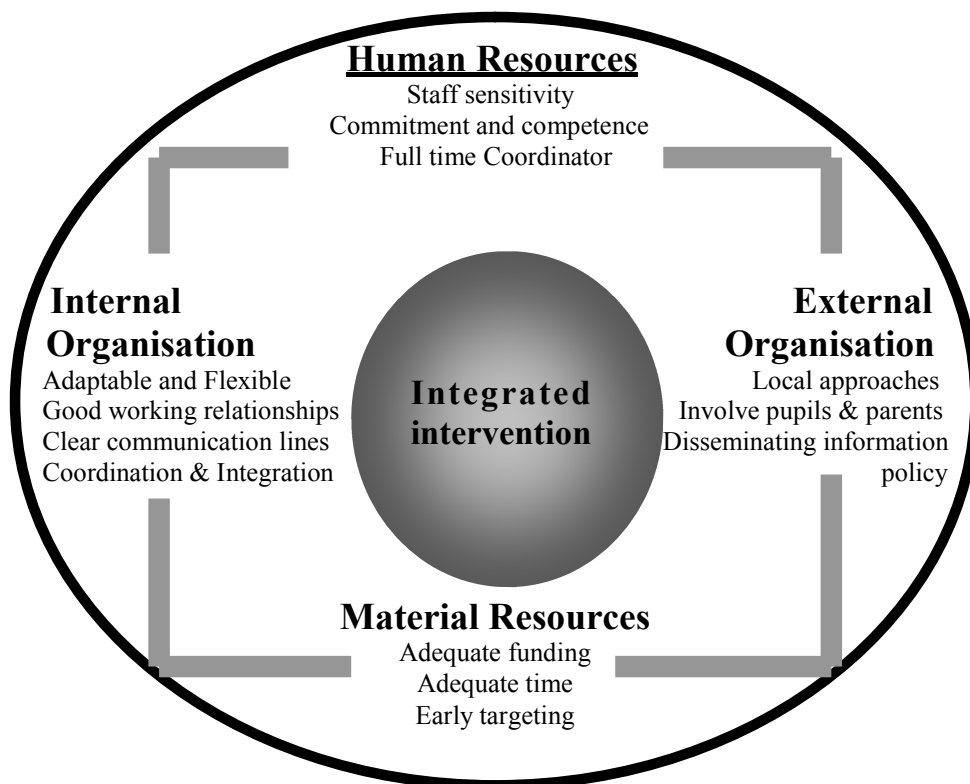 Human Resources
Staff sensitivity
Commitment and competence
Full time Coordinator
Internal
Organisation
Adaptable and Flexible
Good working relationships
Clear communication lines
Coordination & Integration
Integrated
intervention
External
Organisation
Local approaches
Involve pupils & parents
Disseminating information
policy
Material Resources
Adequate funding
Adequate time
Early targeting